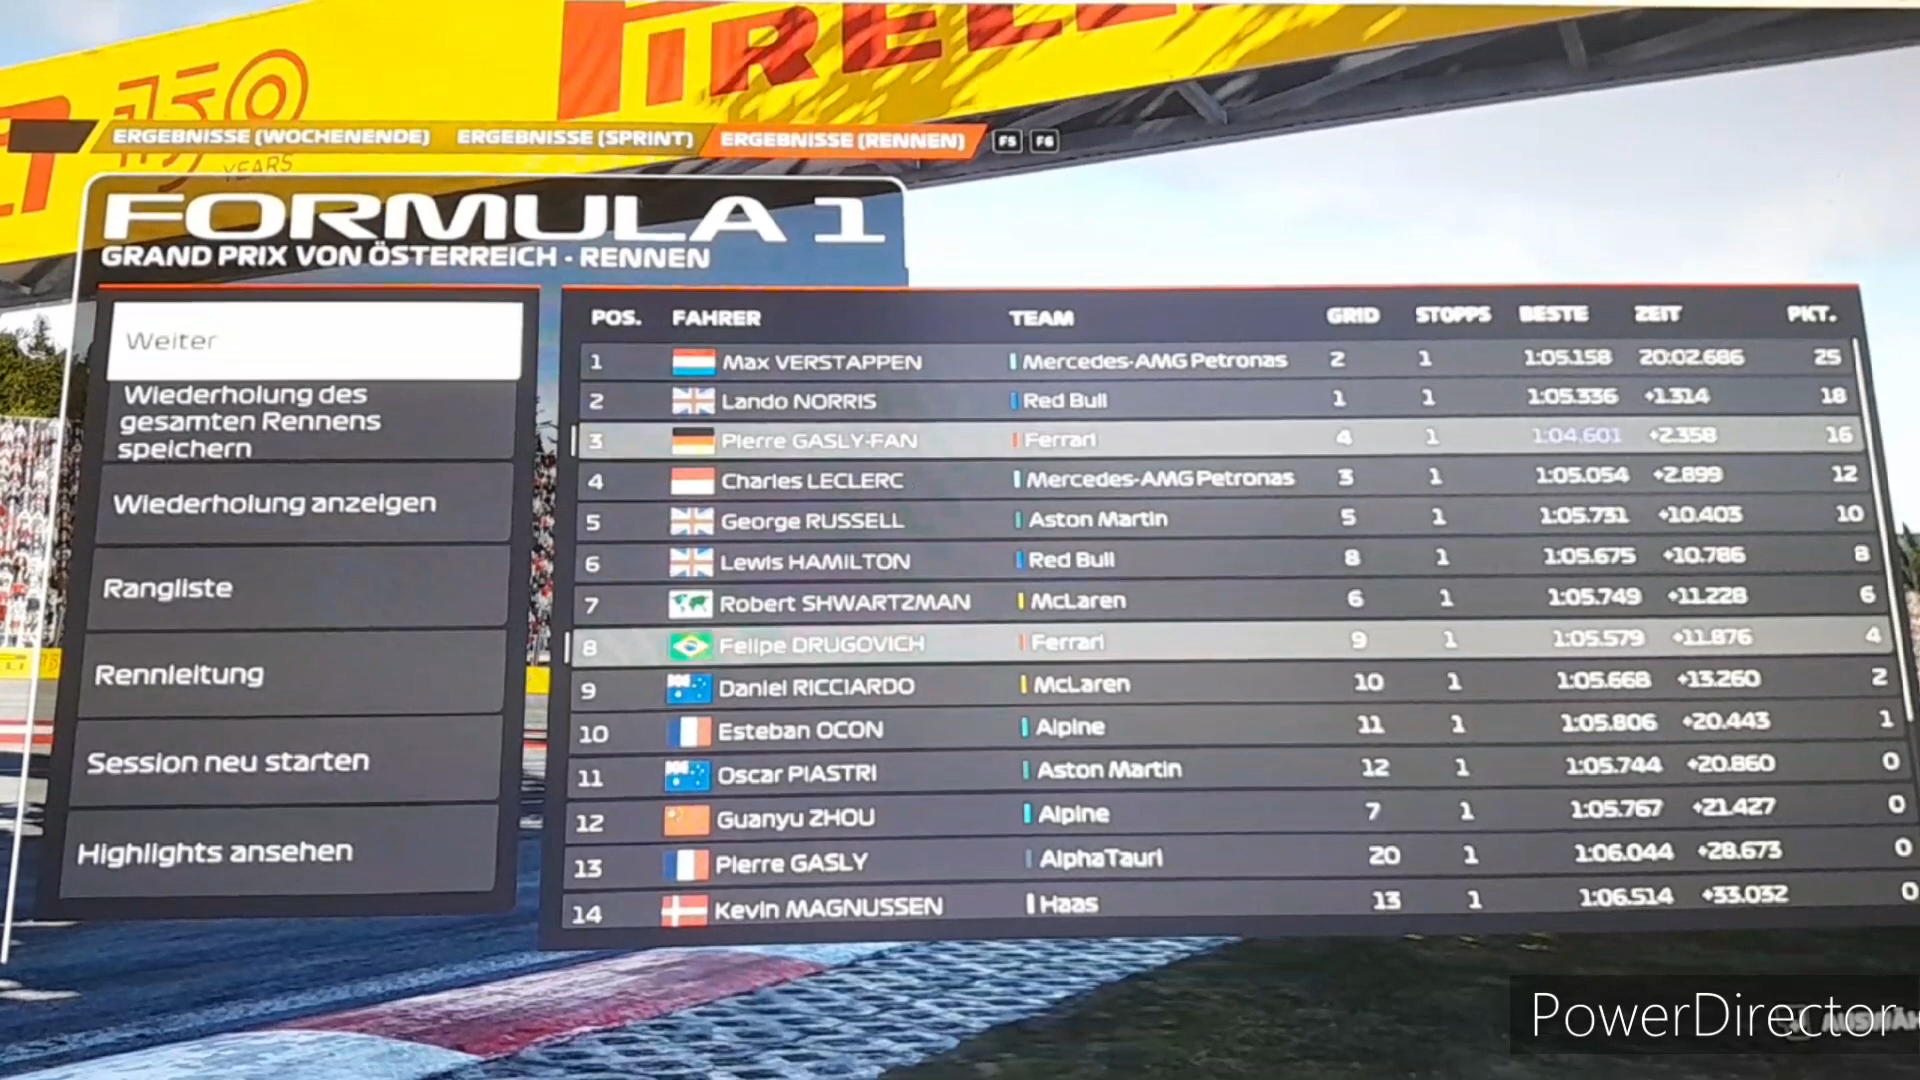 PIRELLI
150
YEARS
ERGEBNISSE (WOCHENENDE) ERGEBNISSE (SPRINT) ERGEBNISSE (RENNEN) F5 F6
FORMULA 1
GRAND PRIX VON ÖSTERREICH · RENNEN
Weiter
Wiederholung des
gesamten Rennens
speichern
Wiederholung anzeigen
Rangliste
Rennleitung
Session neu starten
Highlights ansehen
POS. FAHRER TEAM GRID STOPPS BESTE ZEIT PKT.
1 Max VERSTAPPEN Mercedes-AMG Petronas 2 1 1:05.158 20:02.686 25
2 Lando NORRIS Red Bull 1 1 1:05.336 +1.314 18
3 Pierre GASLY-FAN Ferrari 4 1 1:04.601 +2.358 16
4 Charles LECLERC Mercedes-AMG Petronas 3 1 1:05.054 +2.899 12
5 George RUSSELL Aston Martin 5 1 1:05.731 +10.403 10
6 Lewis HAMILTON Red Bull 8 1 1:05.675 +10.786 8
7 Robert SHWARTZMAN McLaren 6 1 1:05.749 +11.228 6
8 Felipe DRUGOVICH Ferrari 9 1 1:05.579 +11.876 4
9 Daniel RICCIARDO McLaren 10 1 1:05.668 +13.260 2
10 Esteban OCON Alpine 11 1 1:05.806 +20.443 1
11 Oscar PIASTRI Aston Martin 12 1 1:05.744 +20.860 0
12 Guanyu ZHOU Alpine 7 1 1:05.767 +21.427 0
13 Pierre GASLY AlphaTauri 20 1 1:06.044 +28.673 0
14 Kevin MAGNUSSEN Haas 13 1 1:06.514 +33.032 0
PowerDirector